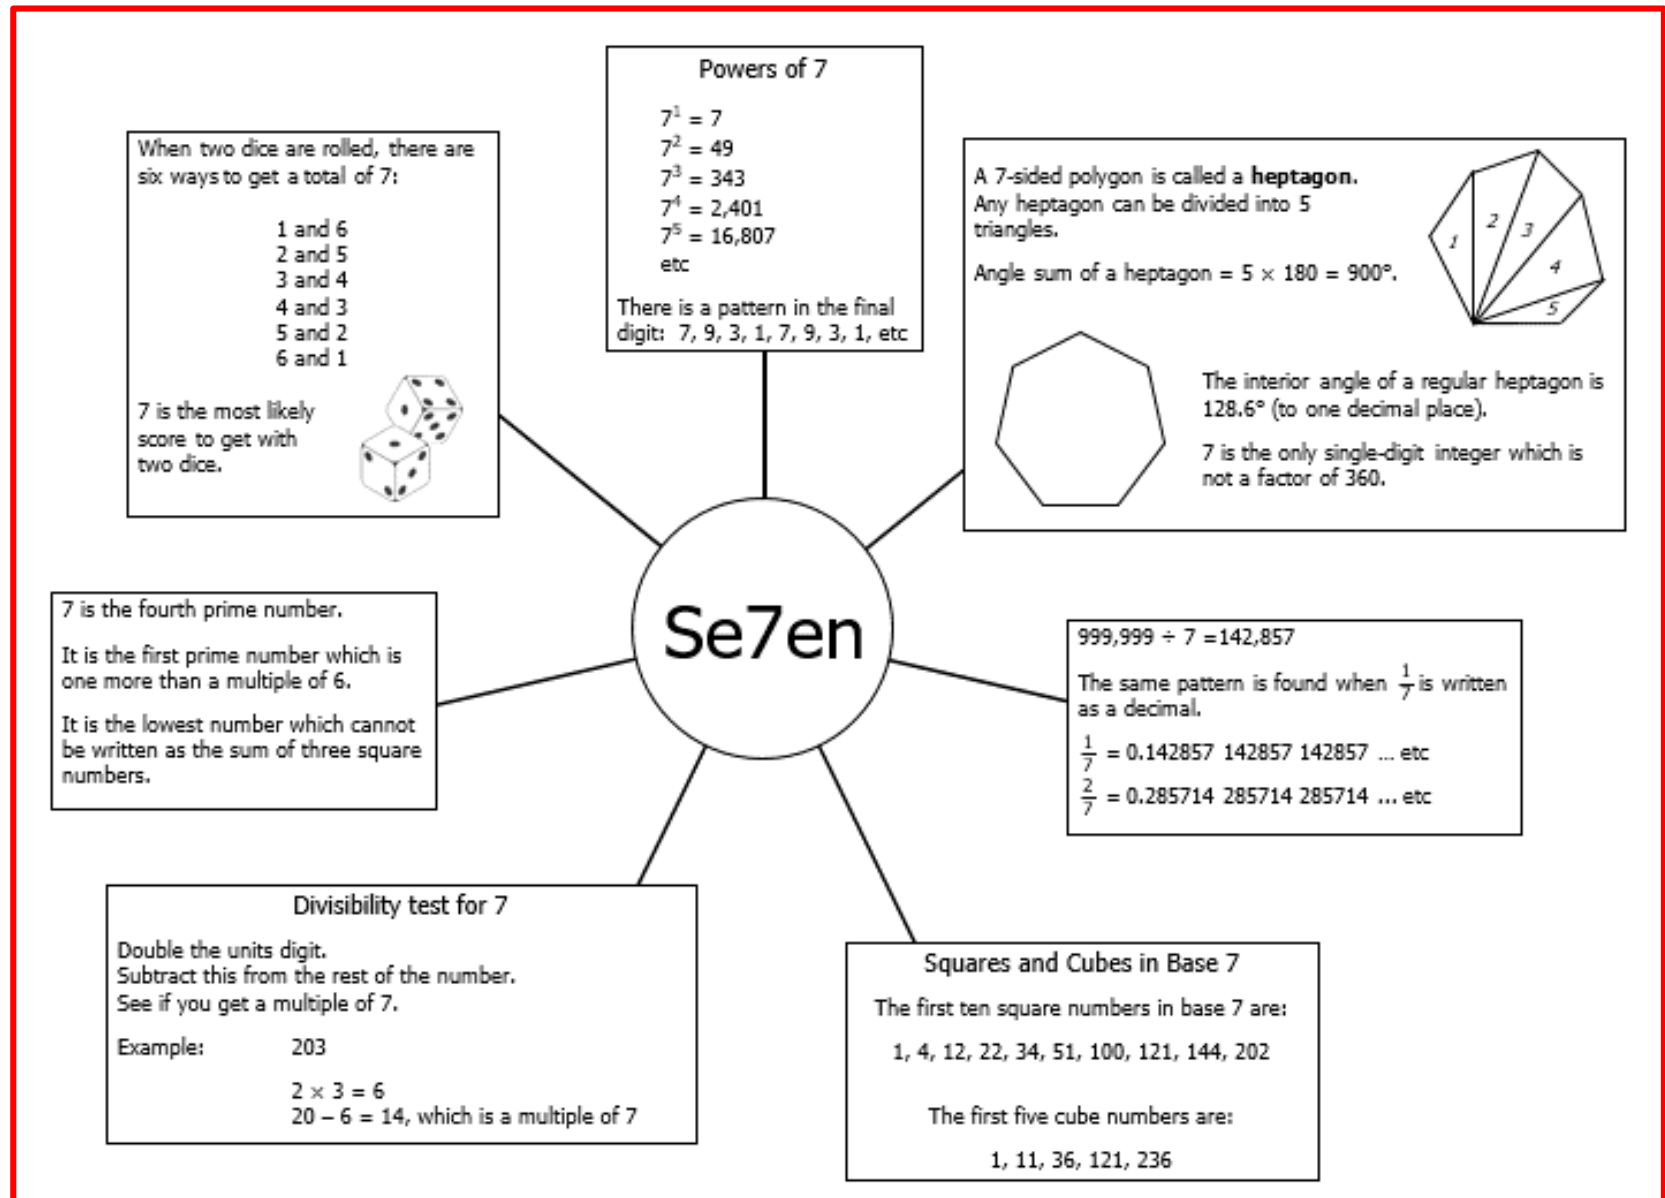 Powers of 7
7¹ = 7
7² = 49
7³ = 343
7⁴ = 2,401
7⁵ = 16,807
etc
There is a pattern in the final
digit: 7, 9, 3, 1, 7, 9, 3, 1, etc
When two dice are rolled, there are
six ways to get a total of 7:
1 and 6
2 and 5
3 and 4
4 and 3
5 and 2
6 and 1
7 is the most likely
score to get with
two dice.
A 7-sided polygon is called a heptagon.
Any heptagon can be divided into 5
triangles.
Angle sum of a heptagon = 5 × 180 = 900°.
1
2
3
4
5
The interior angle of a regular heptagon is
128.6° (to one decimal place).
7 is the only single-digit integer which is
not a factor of 360.
Se7en
7 is the fourth prime number.
It is the first prime number which is
one more than a multiple of 6.
It is the lowest number which cannot
be written as the sum of three square
numbers.
999,999 ÷ 7 =142,857
The same pattern is found when 1/7 is written
as a decimal.
1/7 = 0.142857 142857 142857 ... etc
2/7 = 0.285714 285714 285714 ... etc
Divisibility test for 7
Double the units digit.
Subtract this from the rest of the number.
See if you get a multiple of 7.
Example: 203
2 × 3 = 6
20 – 6 = 14, which is a multiple of 7
Squares and Cubes in Base 7
The first ten square numbers in base 7 are:
1, 4, 12, 22, 34, 51, 100, 121, 144, 202
The first five cube numbers are:
1, 11, 36, 121, 236